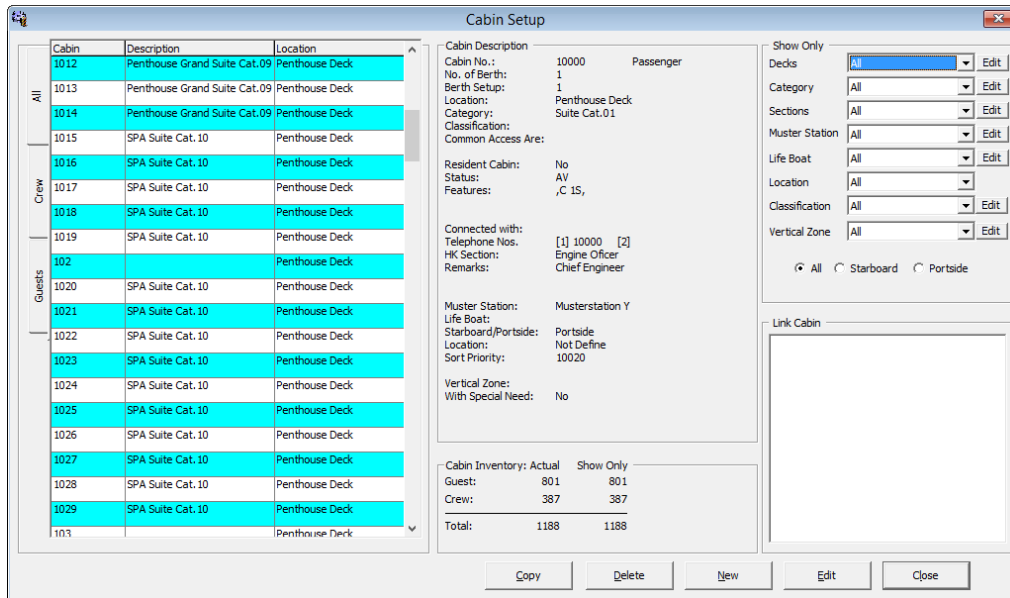 Cabin Setup
All
Crew
Guests
Cabin Description Location
1012 Penthouse Grand Suite Cat.09 Penthouse Deck
1013 Penthouse Grand Suite Cat.09 Penthouse Deck
1014 Penthouse Grand Suite Cat.09 Penthouse Deck
1015 SPA Suite Cat.10 Penthouse Deck
1016 SPA Suite Cat.10 Penthouse Deck
1017 SPA Suite Cat.10 Penthouse Deck
1018 SPA Suite Cat.10 Penthouse Deck
1019 SPA Suite Cat.10 Penthouse Deck
102 Penthouse Deck
1020 SPA Suite Cat.10 Penthouse Deck
1021 SPA Suite Cat.10 Penthouse Deck
1022 SPA Suite Cat.10 Penthouse Deck
1023 SPA Suite Cat.10 Penthouse Deck
1024 SPA Suite Cat.10 Penthouse Deck
1025 SPA Suite Cat.10 Penthouse Deck
1026 SPA Suite Cat.10 Penthouse Deck
1027 SPA Suite Cat.10 Penthouse Deck
1028 SPA Suite Cat.10 Penthouse Deck
1029 SPA Suite Cat.10 Penthouse Deck
103 Penthouse Deck
Cabin Description
Cabin No.: 10000 Passenger
No. of Berth: 1
Berth Setup: 1
Location: Penthouse Deck
Category: Suite Cat.01
Classification:
Common Access Are:
Resident Cabin: No
Status: AV
Features: ,C 1S,
Connected with:
Telephone Nos. [1] 10000 [2]
HK Section: Engine Oficer
Remarks: Chief Engineer
Muster Station: Musterstation Y
Life Boat:
Starboard/Portside: Portside
Location: Not Define
Sort Priority: 10020
Vertical Zone:
With Special Need: No
Cabin Inventory: Actual Show Only
Guest: 801 801
Crew: 387 387
Total: 1188 1188
Show Only
Decks All Edit
Category All Edit
Sections All Edit
Muster Station All Edit
Life Boat All Edit
Location All
Classification All Edit
Vertical Zone All Edit
All Starboard Portside
Link Cabin
Copy Delete New Edit Close